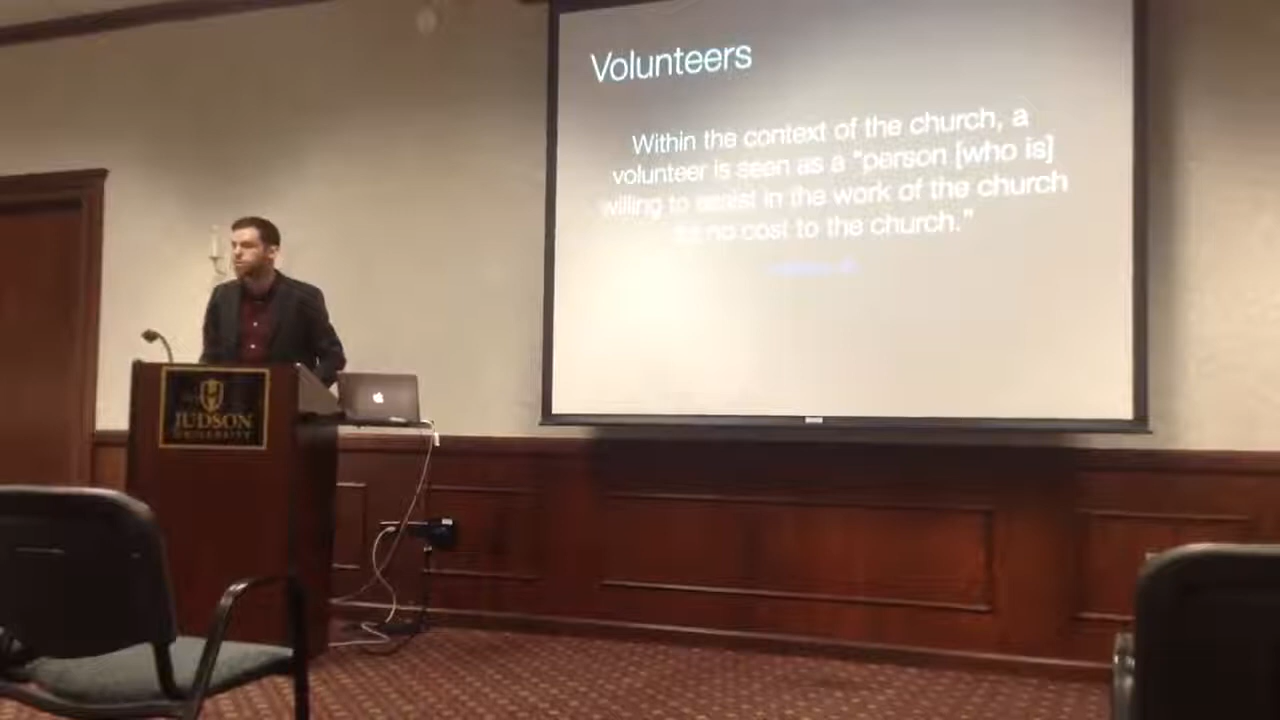 Volunteers
Within the context of the church, a
volunteer is seen as a "person [who is]
willing to assist in the work of the church
no cost to the church."
JUDSON
UNIVERSITY